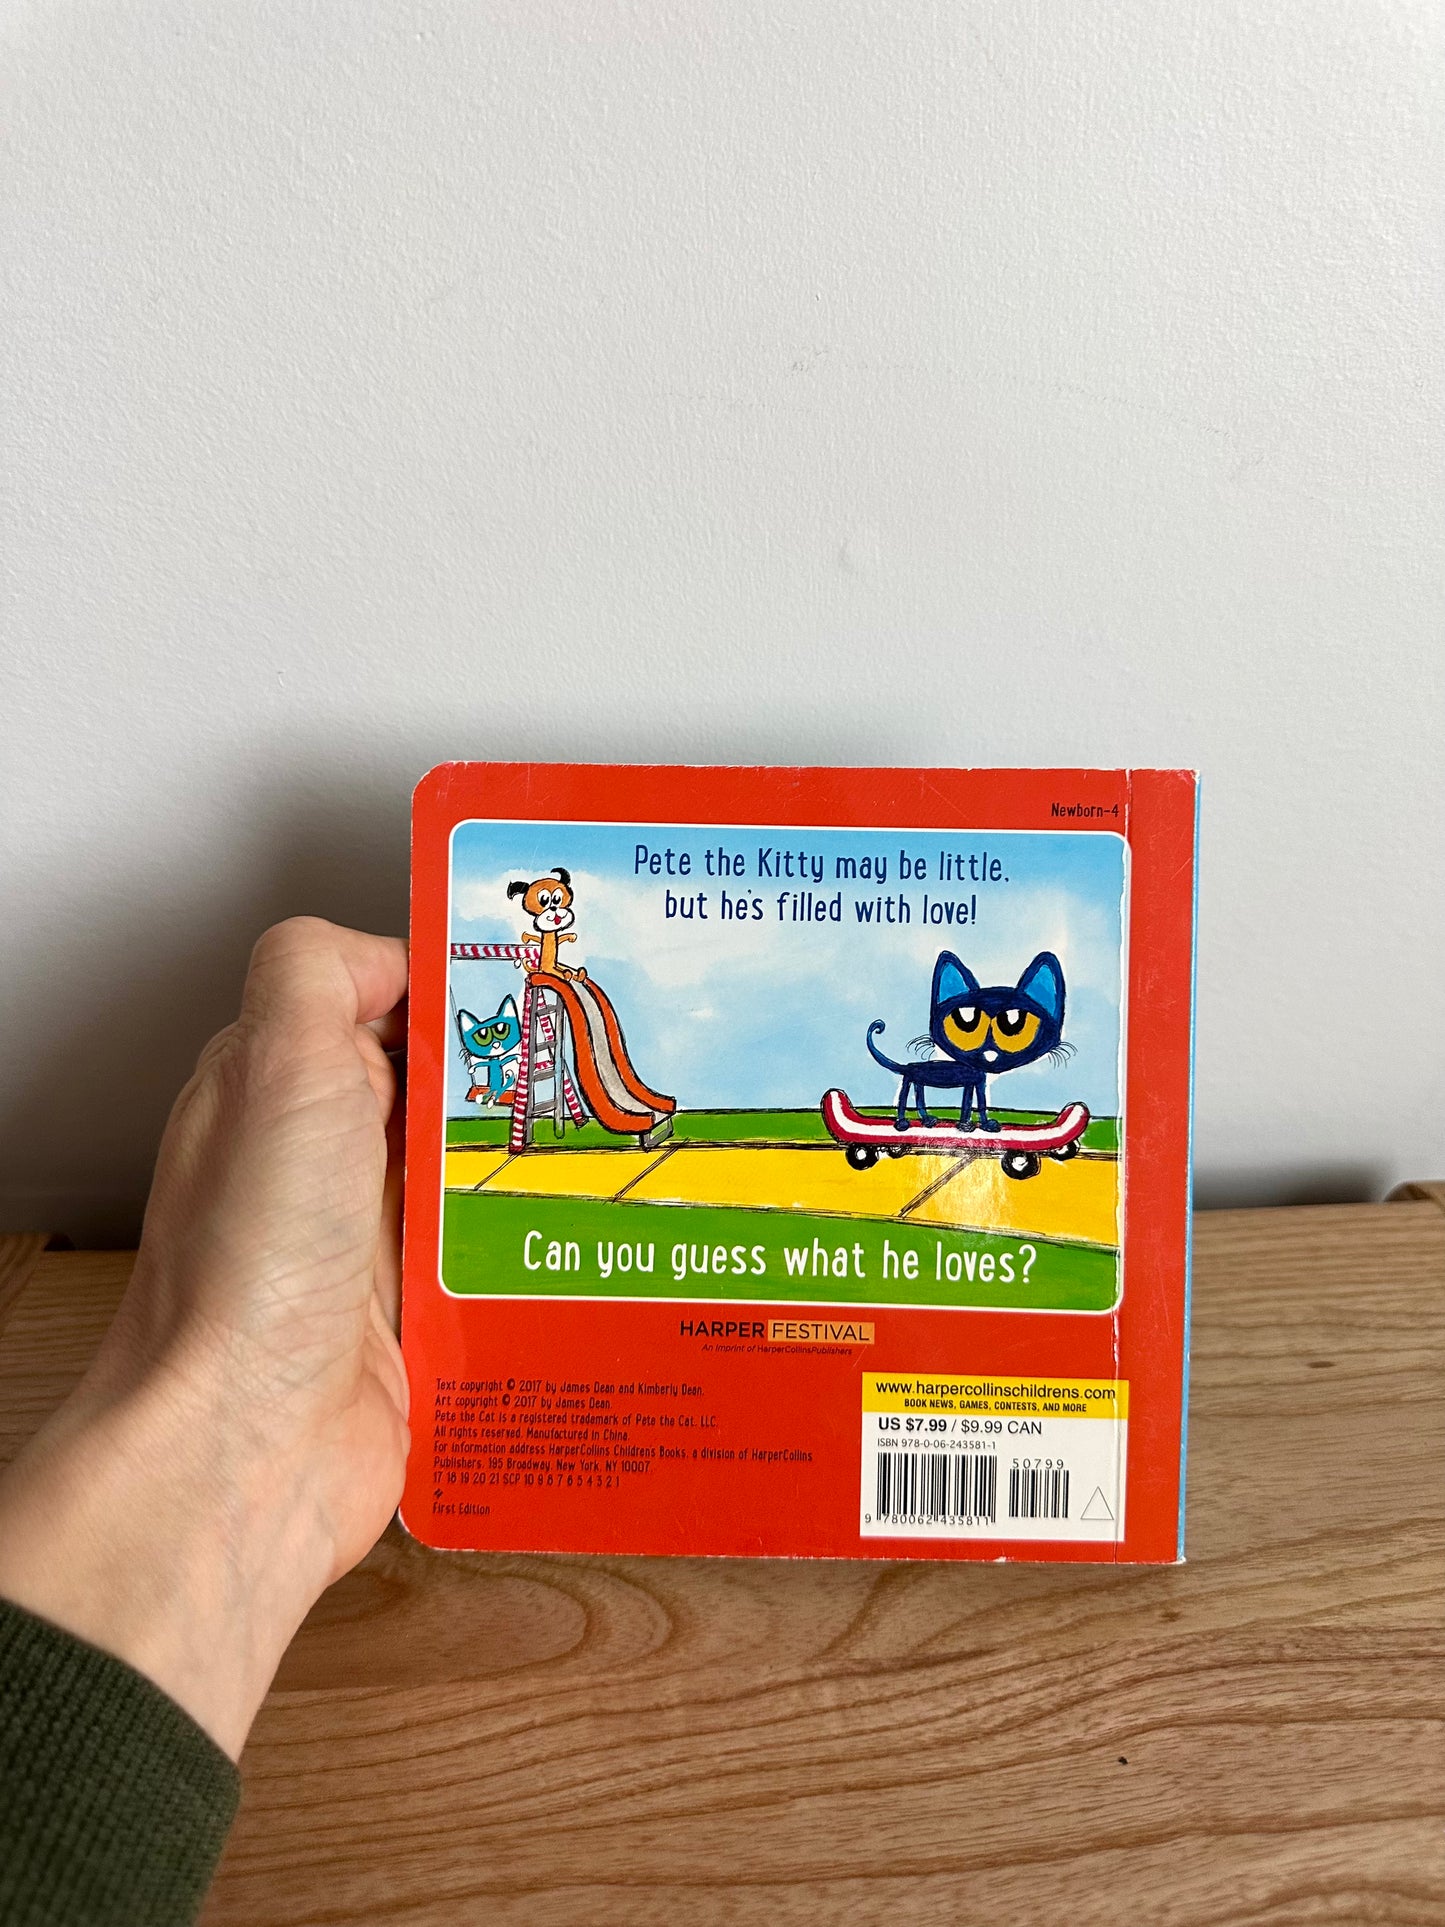 Newborn–4
Pete the Kitty may be little,
but he's filled with love!
Can you guess what he loves?
HARPER FESTIVAL
An Imprint of HarperCollinsPublishers
Text copyright © 2017 by James Dean and Kimberly Dean.
Art copyright © 2017 by James Dean.
Pete the Cat is a registered trademark of Pete the Cat, LLC.
All rights reserved. Manufactured in China.
For information address HarperCollins Children's Books, a division of HarperCollins
Publishers, 195 Broadway, New York, NY 10007.
17 18 19 20 21 SCP 10 9 8 7 6 5 4 3 2 1
First Edition
www.harpercollinschildrens.com
BOOK NEWS, GAMES, CONTESTS, AND MORE
US $7.99 / $9.99 CAN
ISBN 978-0-06-243581-1
50799
9 780062 435811